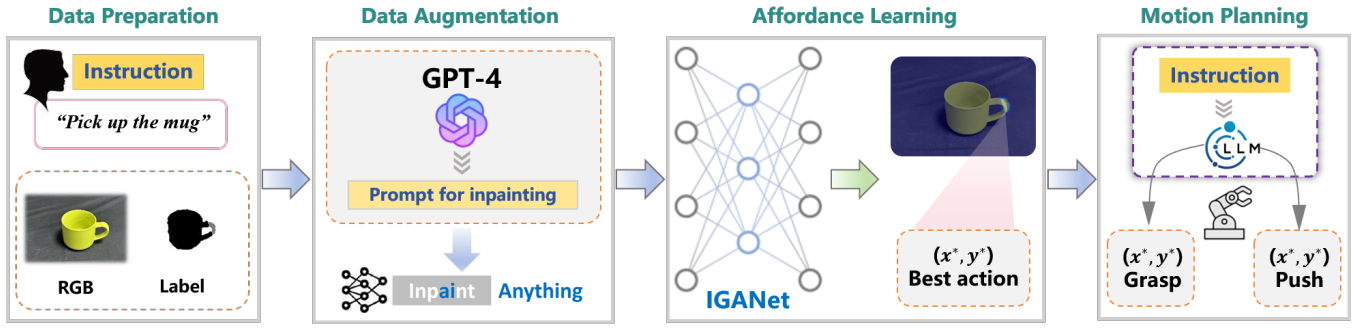 Data Preparation
Instruction
“Pick up the mug”
RGB
Label
Data Augmentation
GPT-4
Prompt for inpainting
Inpaint Anything
Affordance Learning
IGANet
(x*, y*)
Best action
Motion Planning
Instruction
LLM
(x*, y*)
Grasp
(x*, y*)
Push